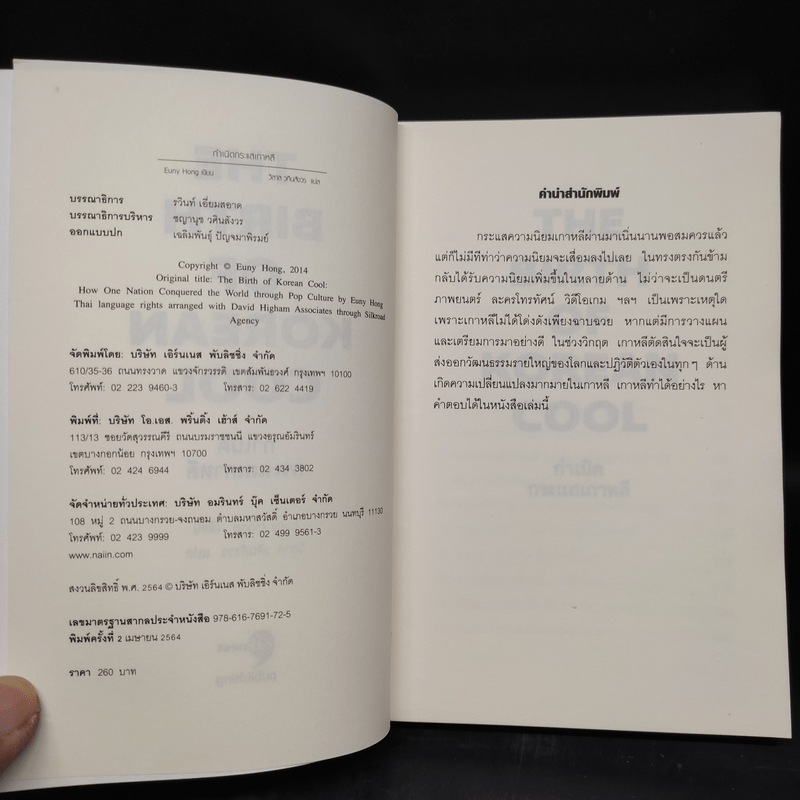 กำเนิดกระแสเกาหลี
Euny Hong เขียน วิลาส วศินสังวร แปล
บรรณาธิการ รวินท์ เอี่ยมสอาด
บรรณาธิการบริหาร ชญานุช วศินสังวร
ออกแบบปก เฉลิมพันธุ์ ปัญจมาพิรมย์
Copyright © Euny Hong, 2014
Original title: The Birth of Korean Cool:
How One Nation Conquered the World through Pop Culture by Euny Hong
Thai language rights arranged with David Higham Associates through Silkroad
Agency
จัดพิมพ์โดย: บริษัท เอิร์นเนส พับลิชชิ่ง จำกัด
610/35-36 ถนนทรงวาด แขวงจักรวรรดิ เขตสัมพันธวงศ์ กรุงเทพฯ 10100
โทรศัพท์: 02 223 9460-3 โทรสาร: 02 622 4419
พิมพ์ที่: บริษัท โอ.เอส. พริ้นติ้ง เฮ้าส์ จำกัด
113/13 ซอยวัดสุวรรณคีรี ถนนบรมราชชนนี แขวงอรุณอัมรินทร์
เขตบางกอกน้อย กรุงเทพฯ 10700
โทรศัพท์: 02 424 6944 โทรสาร: 02 434 3802
จัดจำหน่ายทั่วประเทศ: บริษัท อมรินทร์ บุ๊ค เซ็นเตอร์ จำกัด
108 หมู่ 2 ถนนบางกรวย-จงถนอม ตำบลมหาสวัสดิ์ อำเภอบางกรวย นนทบุรี 11130
โทรศัพท์: 02 423 9999 โทรสาร: 02 499 9561-3
www.naiin.com
สงวนลิขสิทธิ์ พ.ศ. 2564 © บริษัท เอิร์นเนส พับลิชชิ่ง จำกัด
เลขมาตรฐานสากลประจำหนังสือ 978-616-7691-72-5
พิมพ์ครั้งที่ 2 เมษายน 2564
ราคา 260 บาท
คำนำสำนักพิมพ์
กระแสความนิยมเกาหลีผ่านมาเนิ่นนานพอสมควรแล้ว
แต่ก็ไม่มีทีท่าว่าความนิยมจะเสื่อมลงไปเลย ในทางตรงกันข้าม
กลับได้รับความนิยมเพิ่มขึ้นในหลายด้าน ไม่ว่าจะเป็นดนตรี
ภาพยนตร์ ละครโทรทัศน์ วิดีโอเกม ฯลฯ เป็นเพราะเหตุใด
เพราะเกาหลีไม่ได้โด่งดังเพียงฉาบฉวย หากแต่มีการวางแผน
และเตรียมการมาอย่างดี ในช่วงวิกฤต เกาหลีตัดสินใจจะเป็นผู้
ส่งออกวัฒนธรรมรายใหญ่ของโลกและปฏิวัติตัวเองในทุกๆ ด้าน
เกิดความเปลี่ยนแปลงมากมายในเกาหลี เกาหลีทำได้อย่างไร หา
คำตอบได้ในหนังสือเล่มนี้